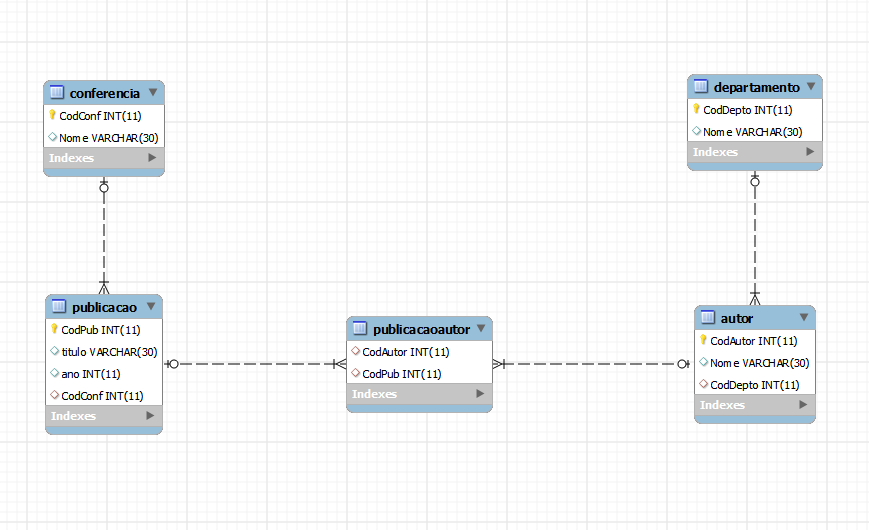 conferencia
CodConf INT(11)
Nome VARCHAR(30)
Indexes
departamento
CodDepto INT(11)
Nome VARCHAR(30)
Indexes
publicacao
CodPub INT(11)
titulo VARCHAR(30)
ano INT(11)
CodConf INT(11)
Indexes
publicacaoautor
CodAutor INT(11)
CodPub INT(11)
Indexes
autor
CodAutor INT(11)
Nome VARCHAR(30)
CodDepto INT(11)
Indexes